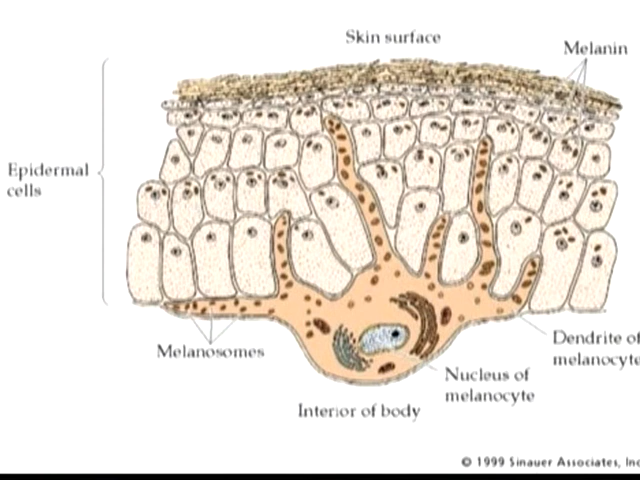 Skin surface
Melanin
Epidermal
cells
Melanosomes
Dendrite of
melanocyte
Nucleus of
melanocyte
Interior of body
© 1999 Sinauer Associates, Inc